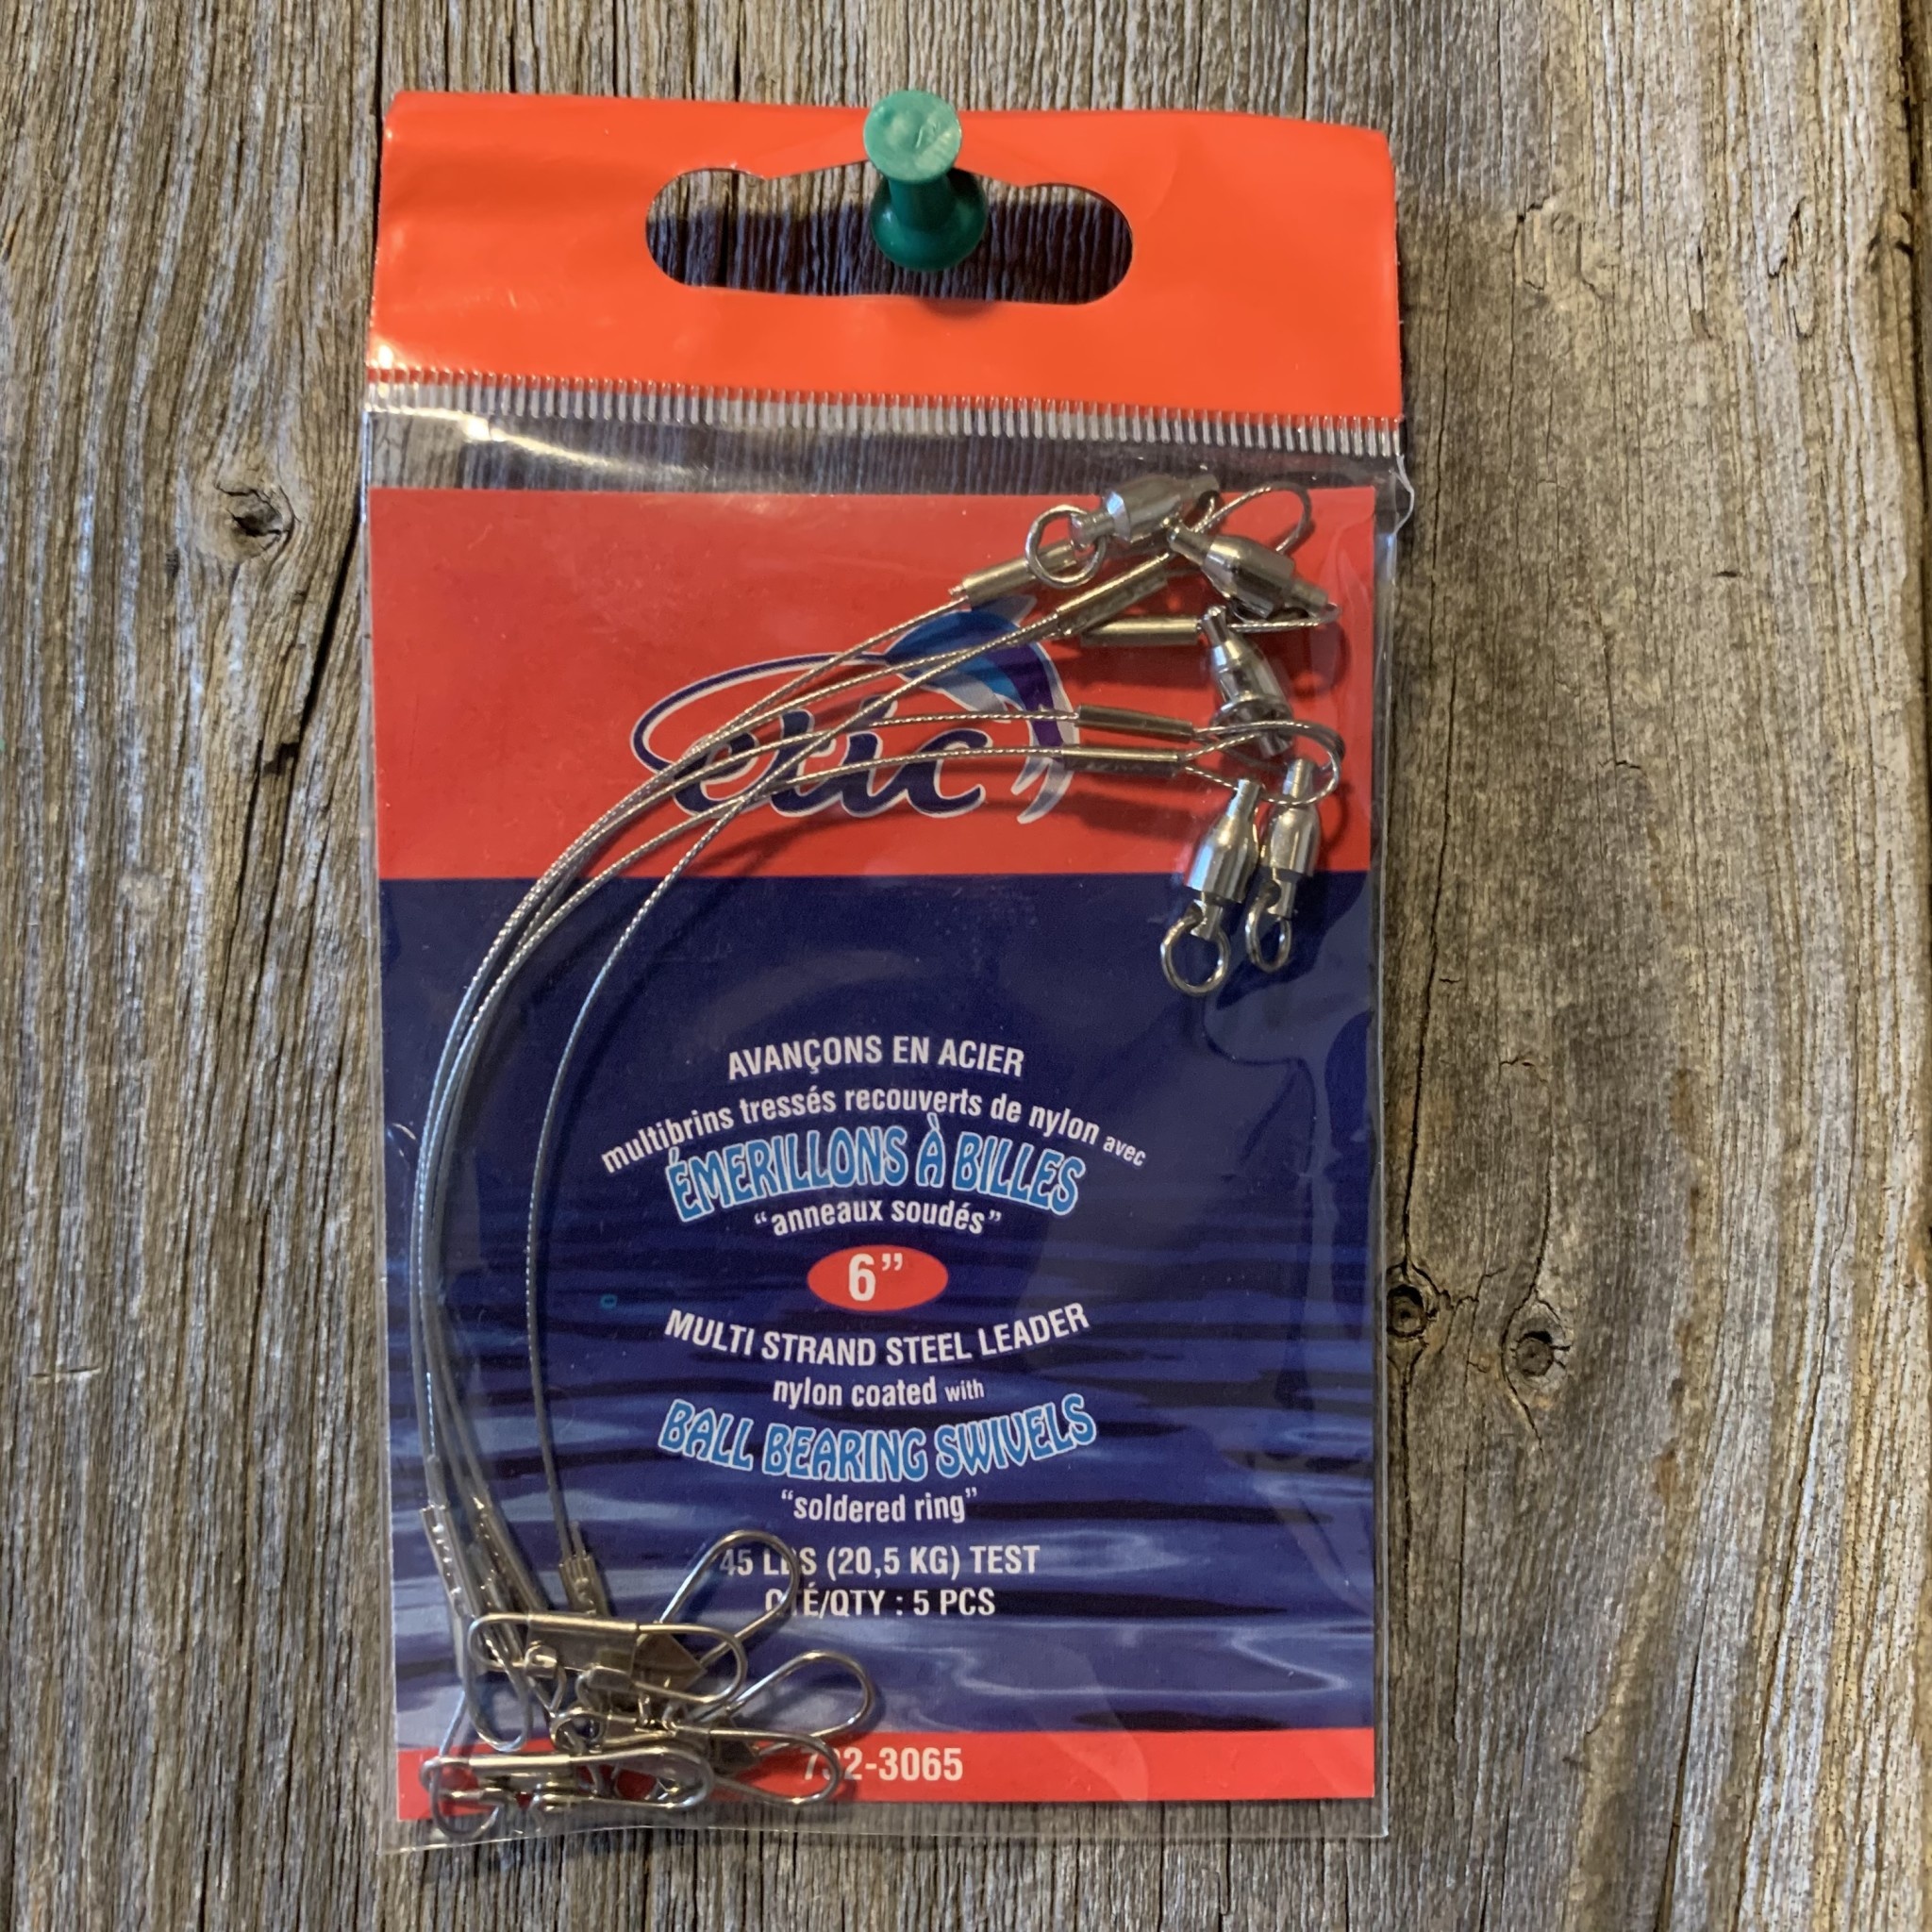 AVANÇONS EN ACIER
multibrins tressés recouverts de nylon avec
ÉMERILLONS À BILLES
“anneaux soudés”
6”
MULTI STRAND STEEL LEADER
nylon coated with
BALL BEARING SWIVELS
“soldered ring”
45 LBS (20,5 KG) TEST
QTÉ/QTY : 5 PCS
732-3065